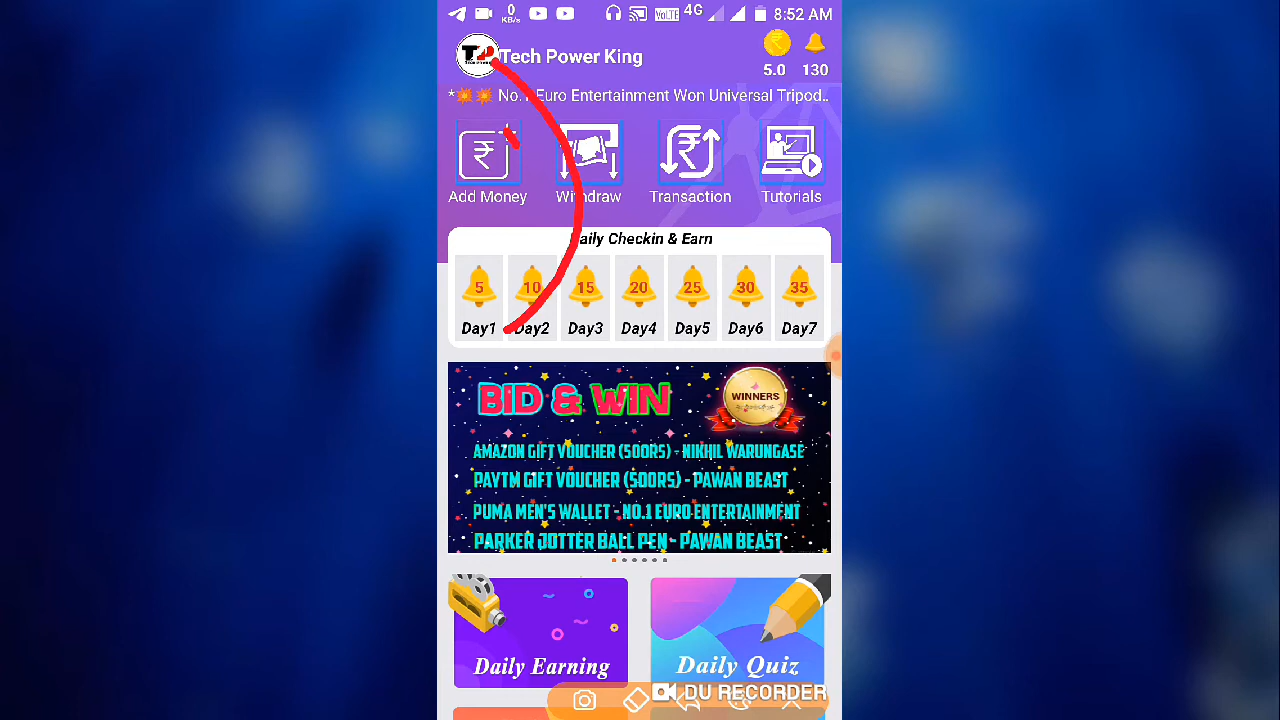 0 KB/s VoLTE 4G 8:52 AM
Tech Power King
5.0 130
*💥💥 No.1 Euro Entertainment Won Universal Tripod..
Add Money Withdraw Transaction Tutorials
Daily Checkin & Earn
5 10 15 20 25 30 35
Day1 Day2 Day3 Day4 Day5 Day6 Day7
BID & WIN
WINNERS
AMAZON GIFT VOUCHER (500RS) - NIKHIL WARUNGASE
PAYTM GIFT VOUCHER (500RS) - PAWAN BEAST
PUMA MEN'S WALLET - NO.1 EURO ENTERTAINMENT
PARKER JOTTER BALL PEN - PAWAN BEAST
Daily Earning Daily Quiz
DU RECORDER